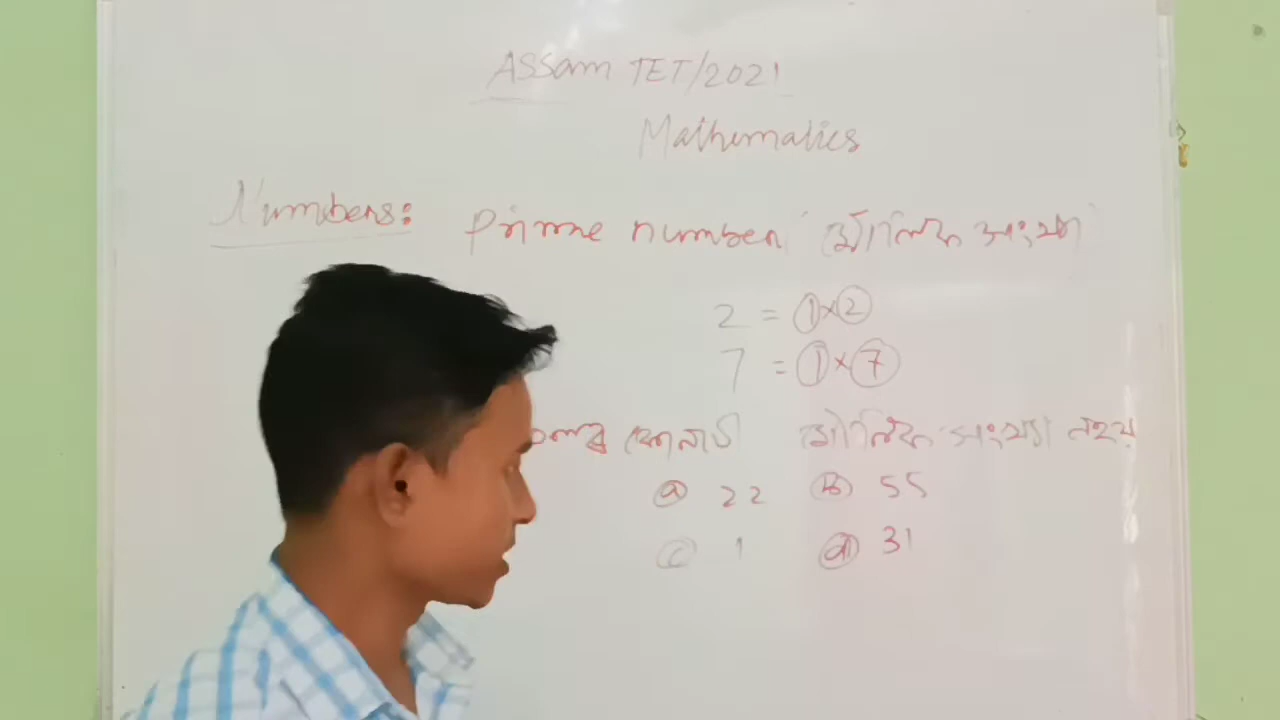 Assam TET/2021
Mathematics
Numbers: Prime number মৌলিক সংখ্যা
2 = 1×2
7 = 1×7
কোনটো মৌলিক সংখ্যা নহয়
a 22 b 55
c 1 d 31